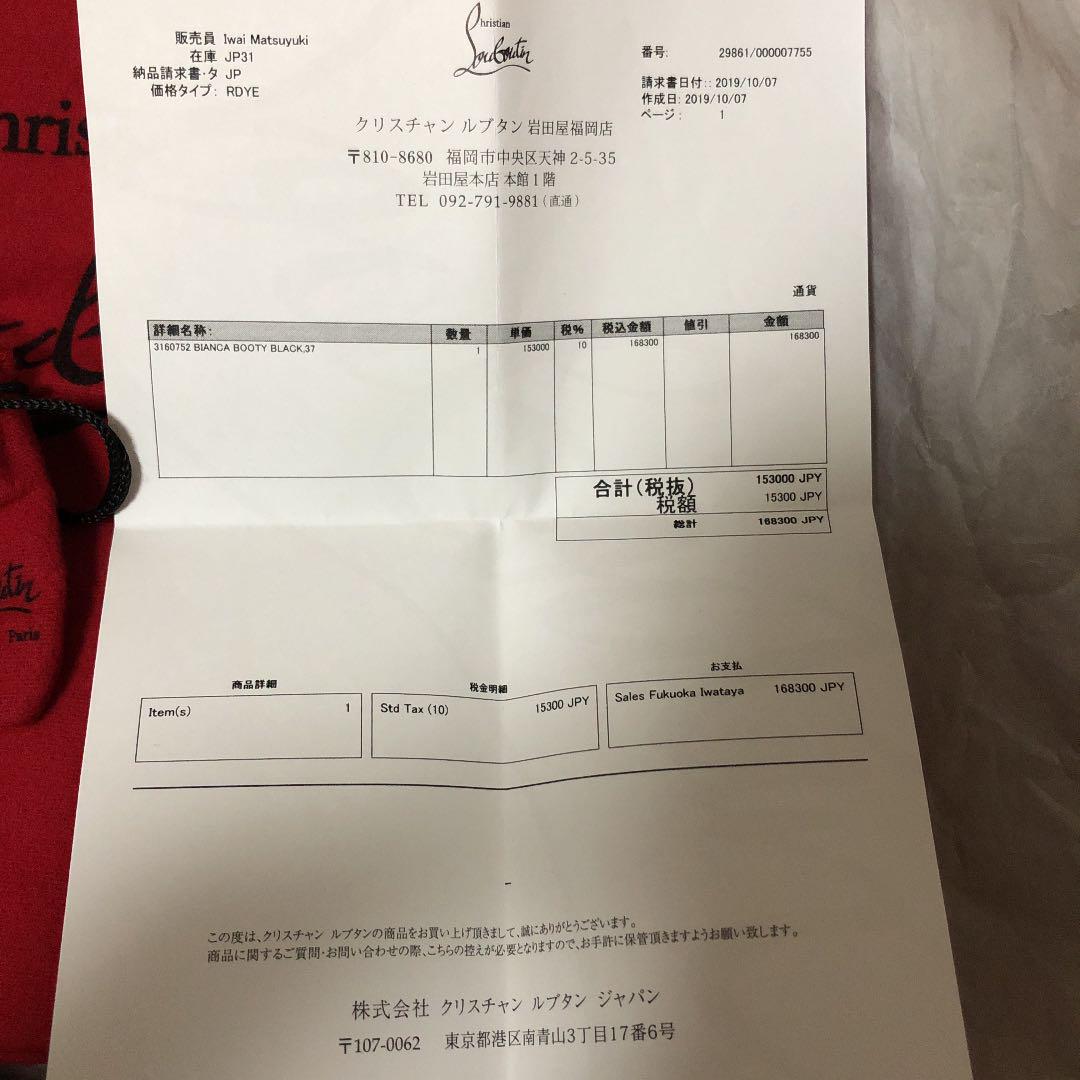 販売員 Iwai Matsuyuki
在庫 JP31
納品請求書・タ JP
価格タイプ: RDYE
Christian
Louboutin
番号: 29861/000007755
請求書日付:: 2019/10/07
作成日: 2019/10/07
ページ: 1
クリスチャン ルブタン 岩田屋福岡店
〒810-8680 福岡市中央区天神 2-5-35
岩田屋本店 本館 1 階
TEL 092-791-9881（直通）
通貨
詳細名称: 数量 単価 税% 税込金額 値引 金額
3160752 BIANCA BOOTY BLACK,37 1 153000 10 168300 168300
合計(税抜) 153000 JPY
税額 15300 JPY
総計 168300 JPY
商品詳細 税金明細 お支払
Item(s) 1 Std Tax (10) 15300 JPY Sales Fukuoka Iwataya 168300 JPY
-
この度は、クリスチャン ルブタンの商品をお買い上げ頂きまして、誠にありがとうございます。
商品に関するご質問・お問い合わせの際、こちらの控えが必要となりますので、お手許に保管頂きますようお願い致します。
株式会社 クリスチャン ルブタン ジャパン
〒107-0062 東京都港区南青山3丁目17番6号
Paris